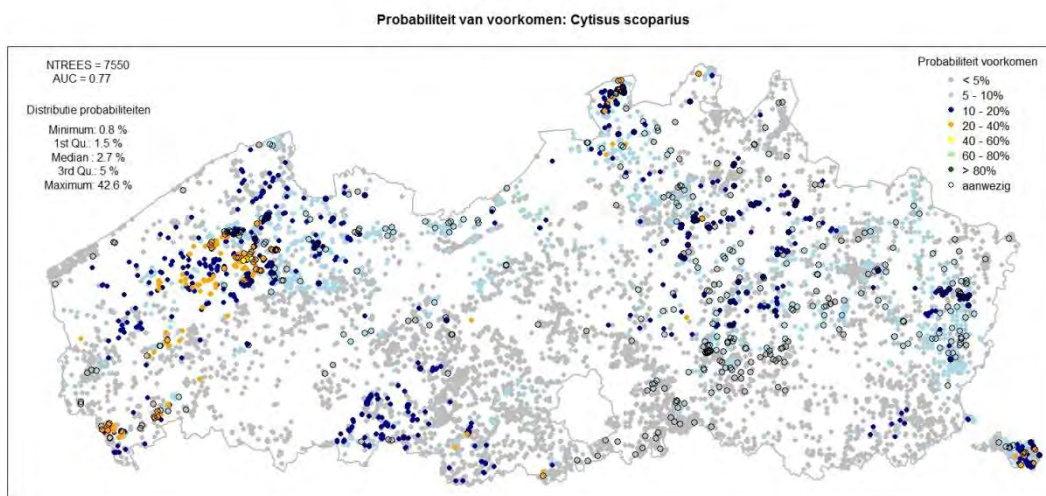 Probabiliteit van voorkomen: Cytisus scoparius
NTREES = 7550
AUC = 0.77
Distributie probabiliteiten
Minimum: 0.8 %
1st Qu.: 1.5 %
Median : 2.7 %
3rd Qu.: 5 %
Maximum: 42.6 %
Probabiliteit voorkomen
< 5%
5 - 10%
10 - 20%
20 - 40%
40 - 60%
60 - 80%
> 80%
aanwezig